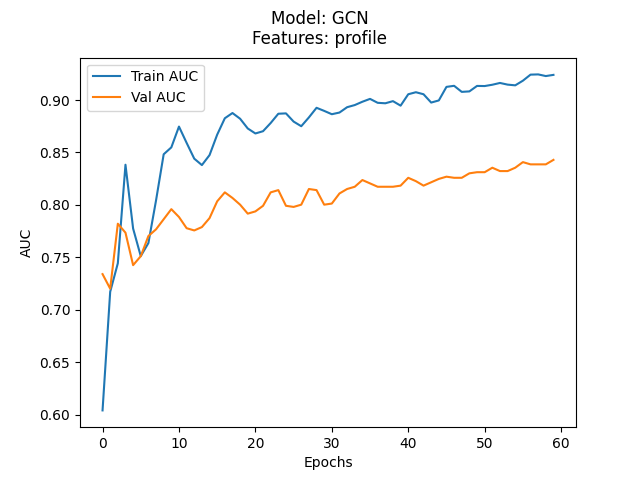 Model: GCN
Features: profile
Train AUC
Val AUC
0.90
0.85
0.80
0.75
0.70
0.65
0.60
AUC
0 10 20 30 40 50 60
Epochs